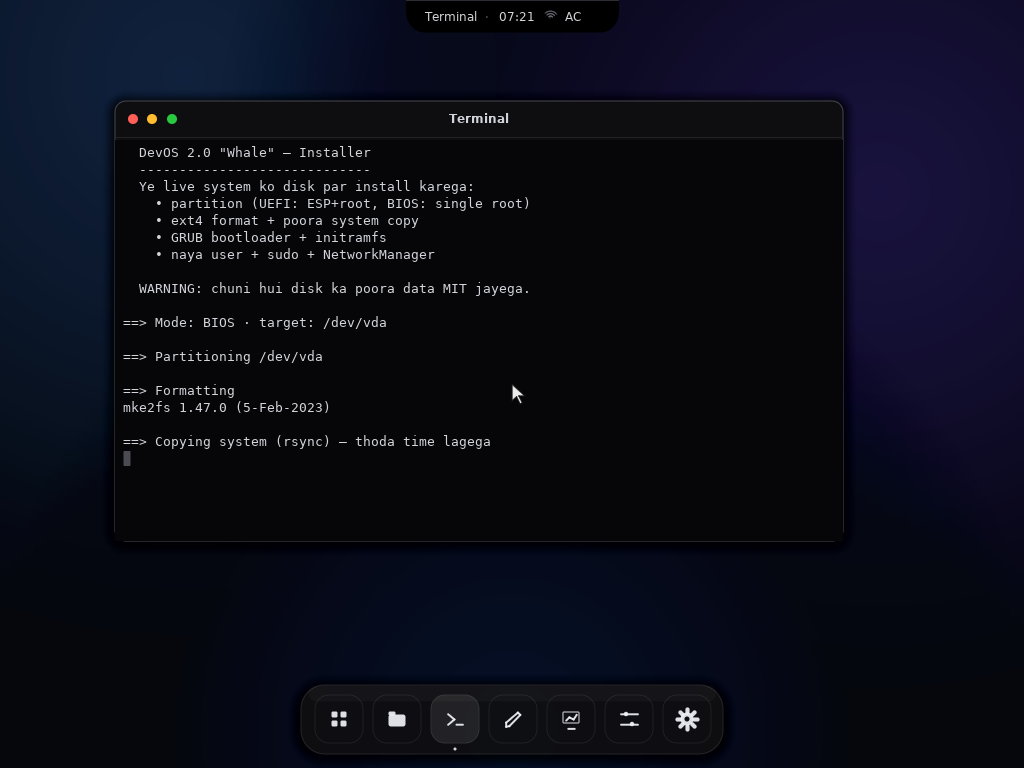 Terminal · 07:21 AC
Terminal
DevOS 2.0 "Whale" — Installer
-----------------------------
Ye live system ko disk par install karega:
• partition (UEFI: ESP+root, BIOS: single root)
• ext4 format + poora system copy
• GRUB bootloader + initramfs
• naya user + sudo + NetworkManager
WARNING: chuni hui disk ka poora data MIT jayega.
==> Mode: BIOS · target: /dev/vda
==> Partitioning /dev/vda
==> Formatting
mke2fs 1.47.0 (5-Feb-2023)
==> Copying system (rsync) — thoda time lagega